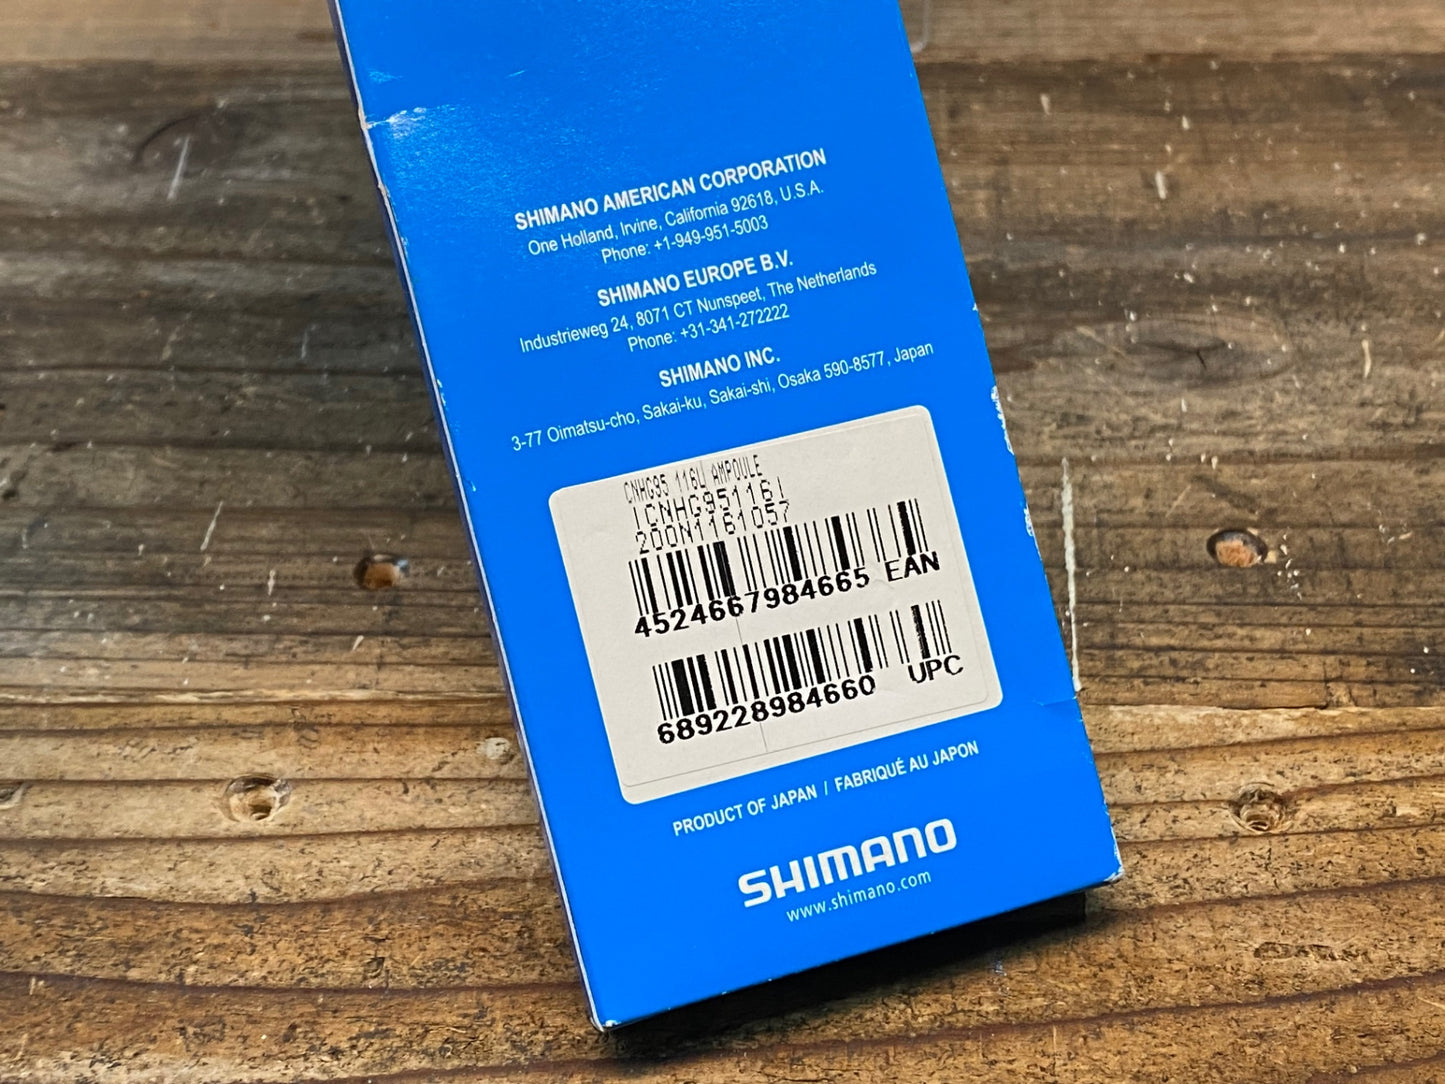 SHIMANO AMERICAN CORPORATION
One Holland, Irvine, California 92618, U.S.A.
Phone: +1-949-951-5003
SHIMANO EUROPE B.V.
Industrieweg 24, 8071 CT Nunspeet, The Netherlands
Phone: +31-341-272222
SHIMANO INC.
3-77 Oimatsu-cho, Sakai-ku, Sakai-shi, Osaka 590-8577, Japan
CNHG95 116L AMPOULE
ICNHG95116I
200N1161057
4524667984665 EAN
689228984660 UPC
PRODUCT OF JAPAN / FABRIQUÉ AU JAPON
SHIMANO
www.shimano.com